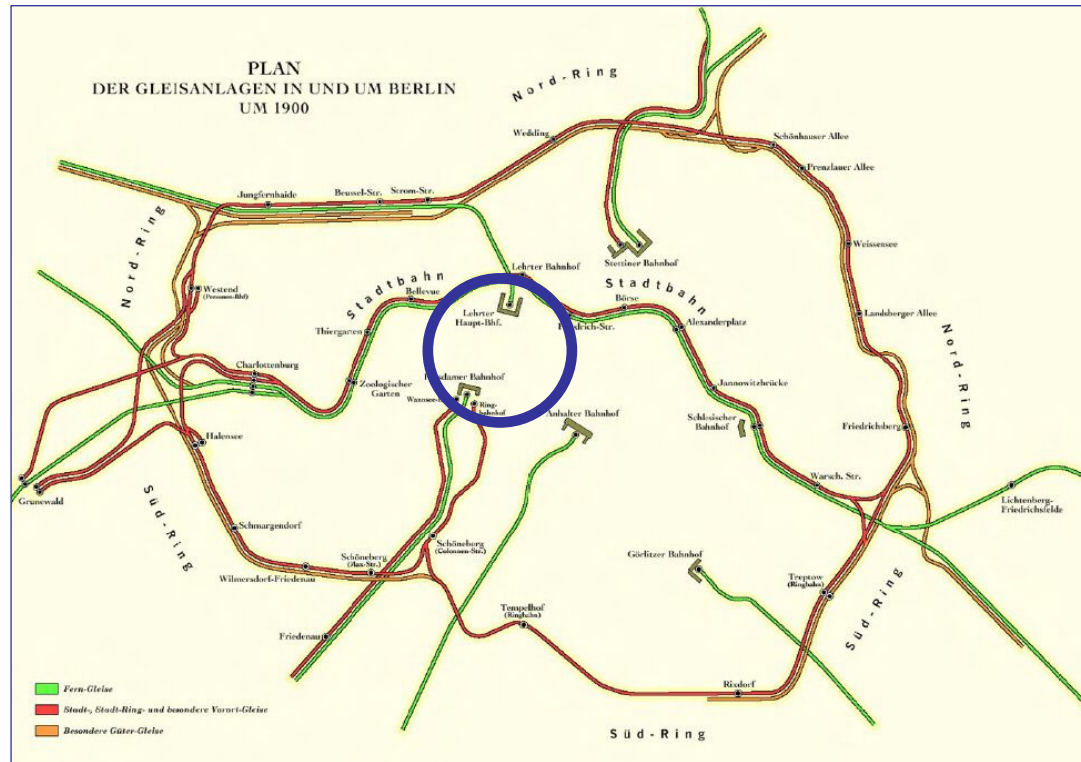 PLAN
DER GLEISANLAGEN IN UND UM BERLIN
UM 1900
Nord-Ring
Wedding
Schönhauser Allee
Prenzlauer Allee
Jungfernhaide
Beussel-Str.
Strom-Str.
Nord-Ring
Weissensee
Stettiner Bahnhof
Lehrter Bahnhof
Stadtbahn
Stadtbahn
Westend
(Personen-Bhf)
Bellevue
Börse
Lehrter
Haupt-Bhf.
Friedrich-Str.
Alexanderplatz
Landsberger Allee
Thiergarten
Nord-Ring
Charlottenburg
Zoologischer
Garten
Potsdamer Bahnhof
Jannowitzbrücke
Ring-
bahnhof
Anhalter Bahnhof
Schlesischer
Bahnhof
Friedrichsberg
Halensee
Grunewald
Warsch. Str.
Lichtenberg-
Friedrichsfelde
Süd-Ring
Schmargendorf
Schöneberg
(Colonnen-Str.)
Schöneberg
(Max-Str.)
Görlitzer Bahnhof
Wilmersdorf-Friedenau
Treptow
(Ringbahn)
Süd-Ring
Tempelhof
(Ringbahn)
Friedenau
Rixdorf
Fern-Gleise
Stadt-, Stadt-Ring- und besondere Vorort-Gleise
Besondere Güter-Gleise
Süd-Ring